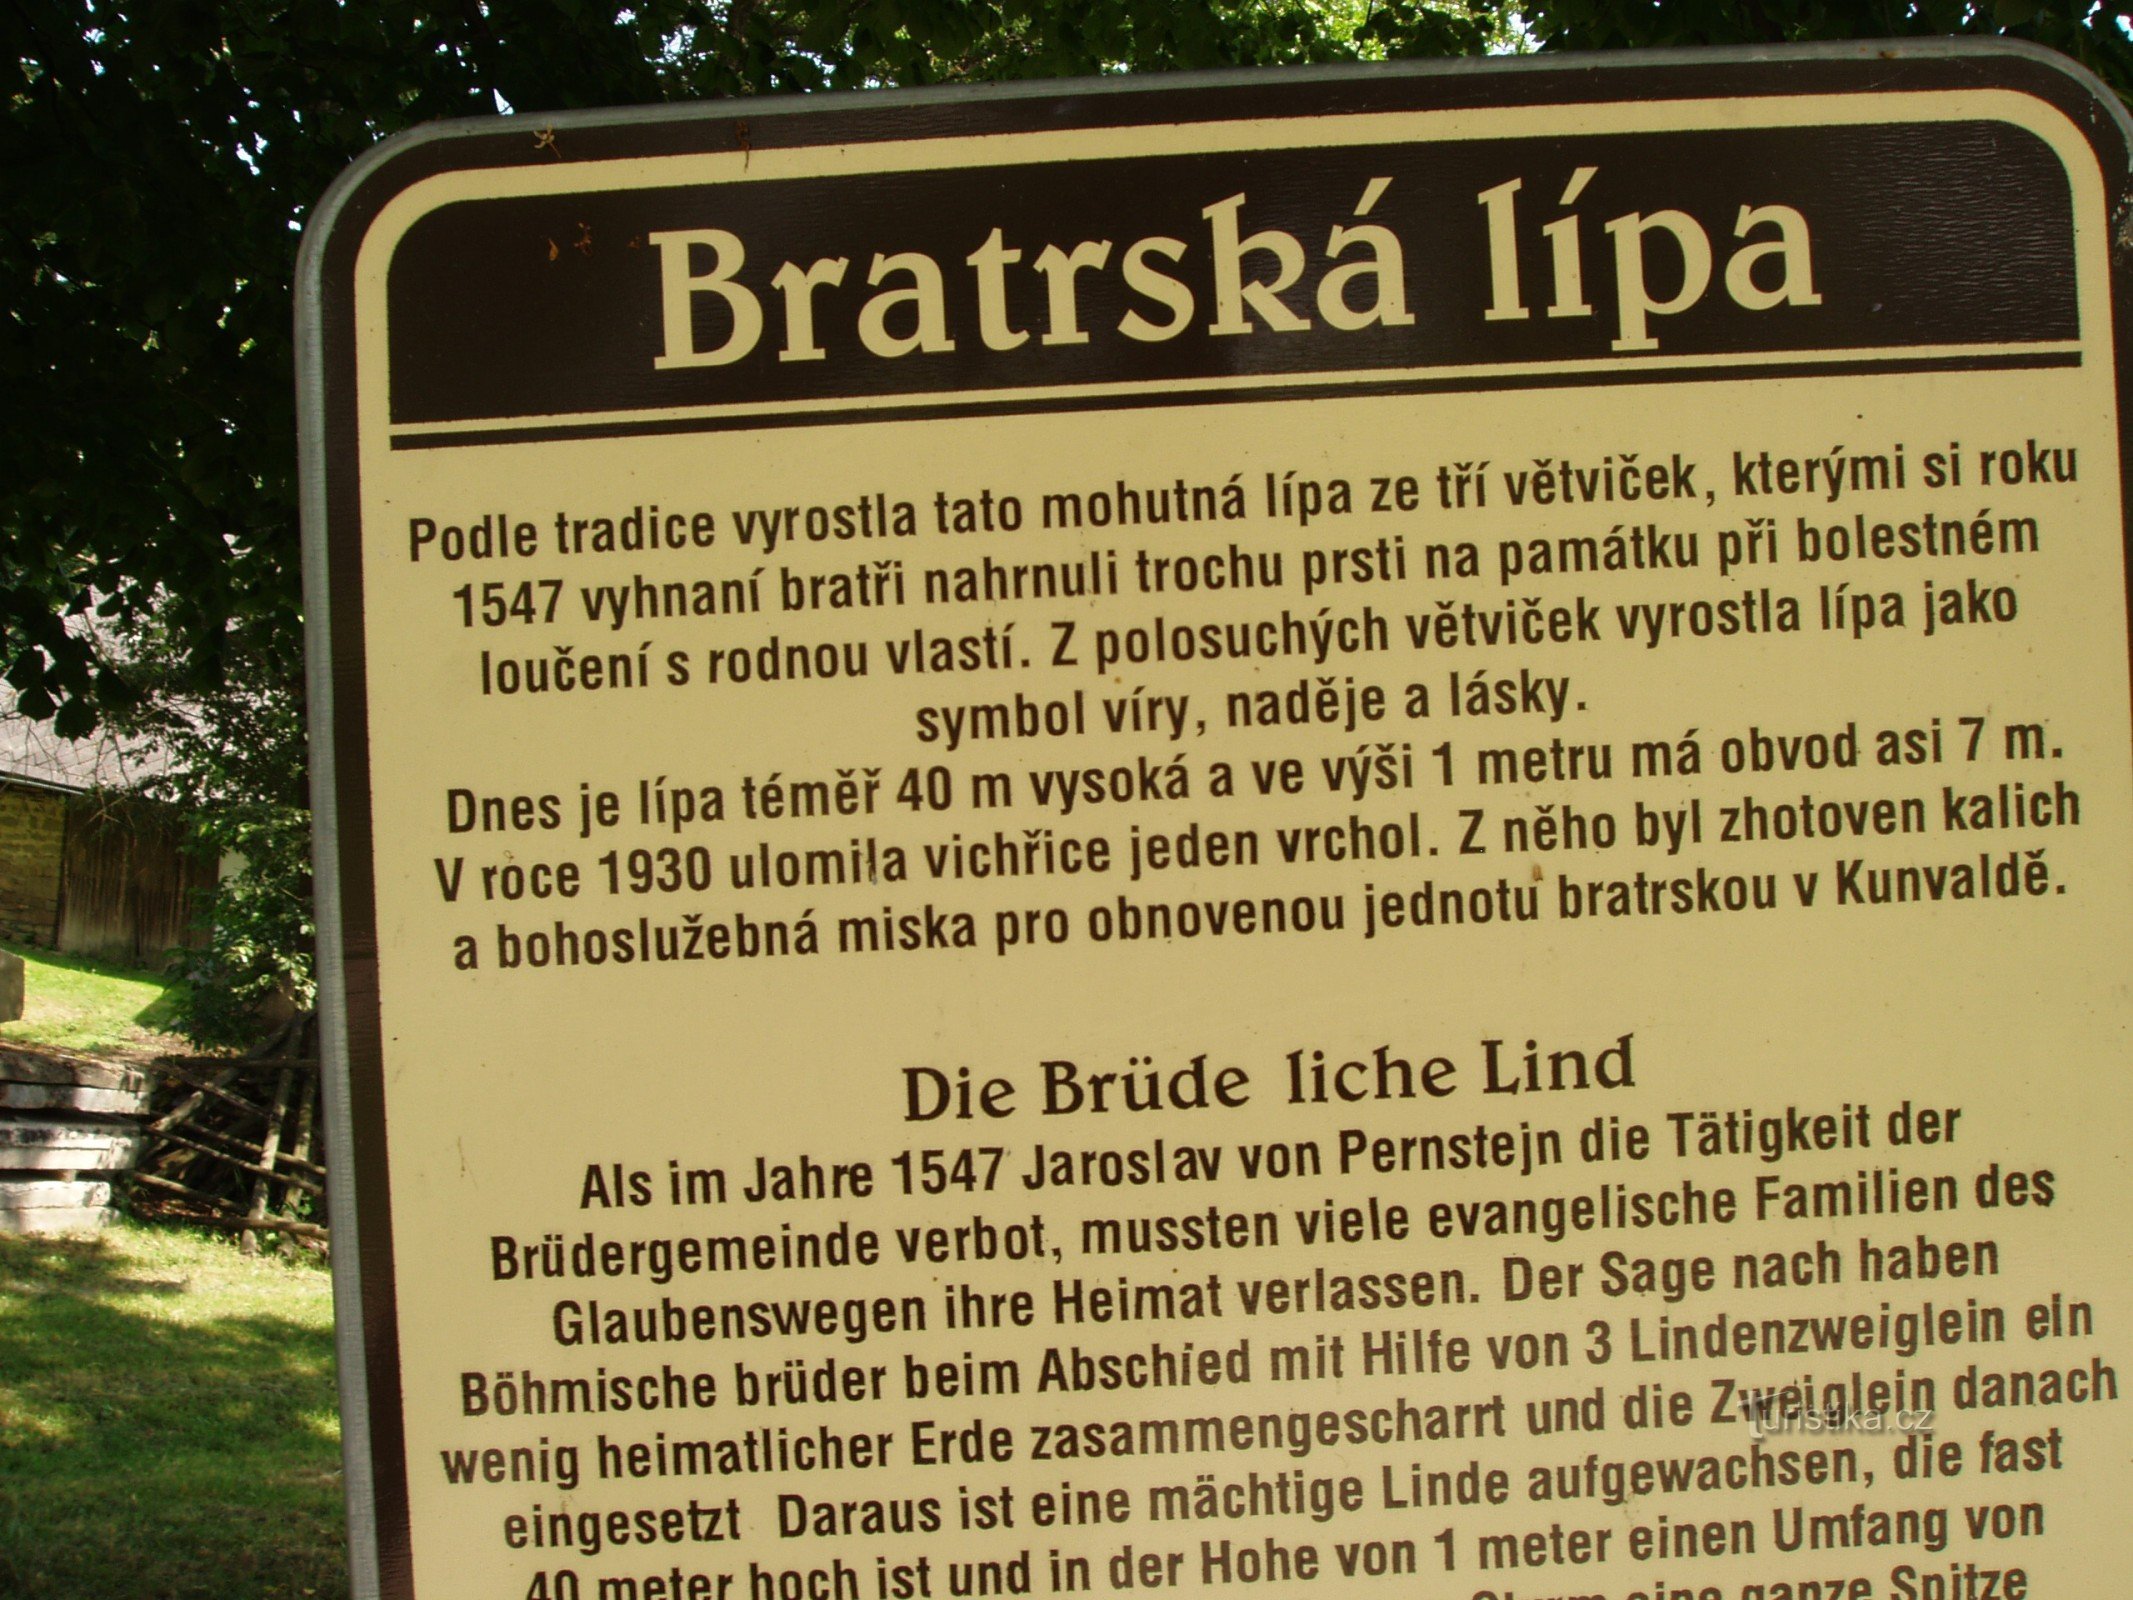 Bratrská lípa
Podle tradice vyrostla tato mohutná lípa ze tří větviček, kterými si roku
1547 vyhnaní bratři nahrnuli trochu prsti na památku při bolestném
loučení s rodnou vlastí. Z polosuchých větviček vyrostla lípa jako
symbol víry, naděje a lásky.
Dnes je lípa téměř 40 m vysoká a ve výši 1 metru má obvod asi 7 m.
V roce 1930 ulomila vichřice jeden vrchol. Z něho byl zhotoven kalich
a bohoslužebná miska pro obnovenou jednotu bratrskou v Kunvaldě.
Die Brüde liche Lind
Als im Jahre 1547 Jaroslav von Pernstejn die Tätigkeit der
Brüdergemeinde verbot, mussten viele evangelische Familien des
Glaubenswegen ihre Heimat verlassen. Der Sage nach haben
Böhmische brüder beim Abschied mit Hilfe von 3 Lindenzweiglein ein
wenig heimatlicher Erde zasammengescharrt und die Zweiglein danach
Turistika.cz
eingesetzt Daraus ist eine mächtige Linde aufgewachsen, die fast
40 meter hoch ist und in der Hohe von 1 meter einen Umfang von
Sturm eine ganze Spitze